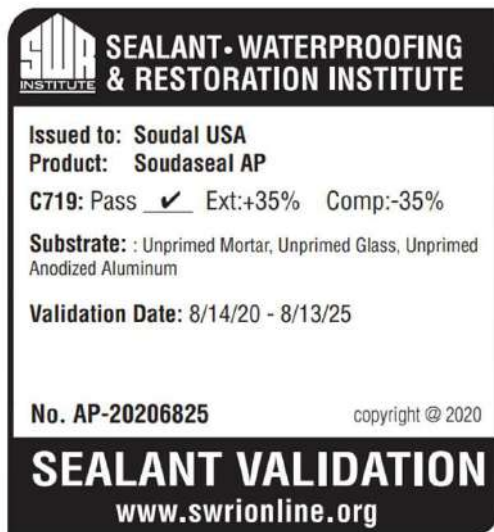 SWR
INSTITUTE
SEALANT • WATERPROOFING
& RESTORATION INSTITUTE
Issued to: Soudal USA
Product: Soudaseal AP
C719: Pass ✔ Ext:+35% Comp:-35%
Substrate: : Unprimed Mortar, Unprimed Glass, Unprimed
Anodized Aluminum
Validation Date: 8/14/20 - 8/13/25
No. AP-20206825 copyright @ 2020
SEALANT VALIDATION
www.swrionline.org